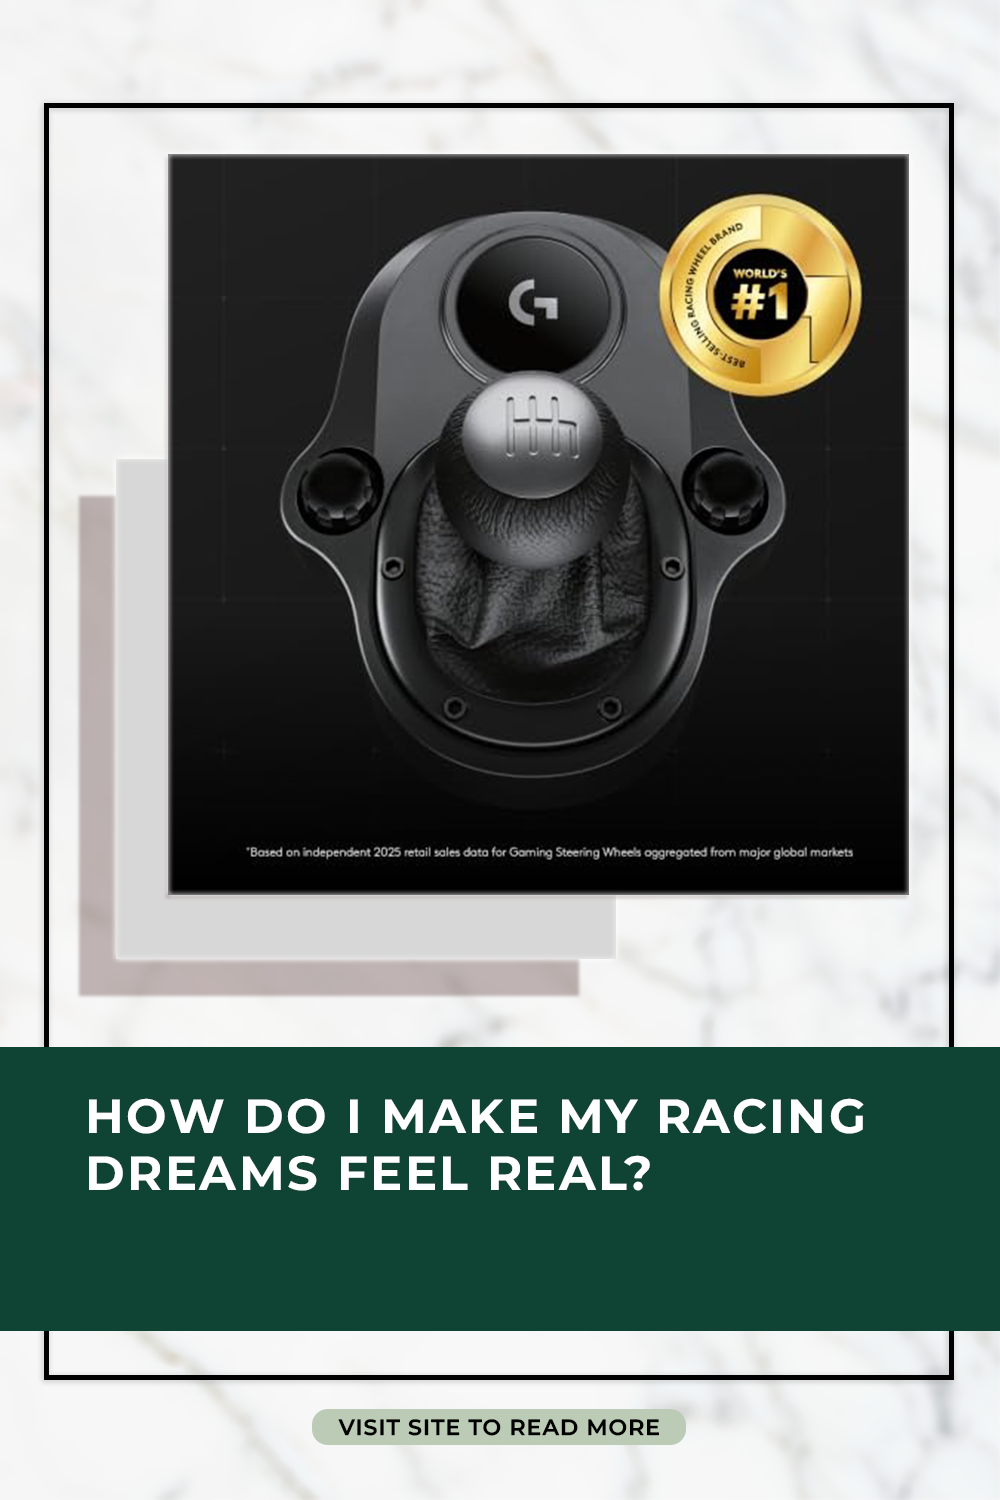 BEST-SELLING RACING WHEEL BRAND
WORLD'S
#1
*Based on independent 2025 retail sales data for Gaming Steering Wheels aggregated from major global markets
HOW DO I MAKE MY RACING
DREAMS FEEL REAL?
VISIT SITE TO READ MORE